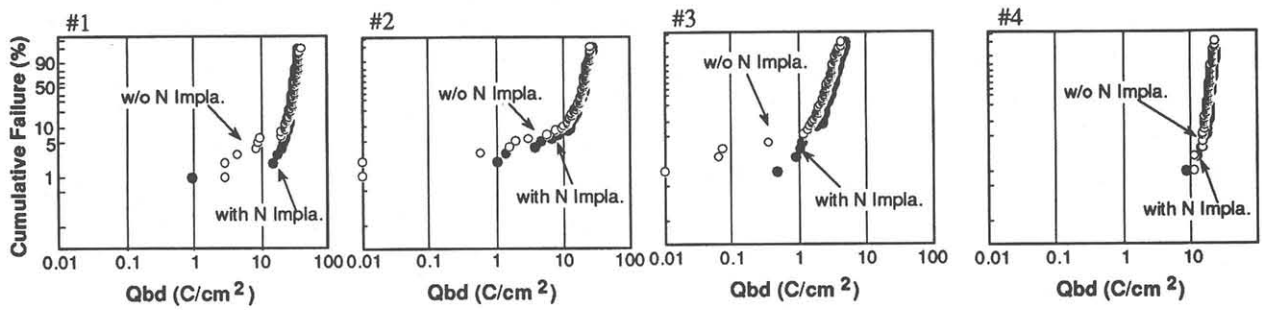 #1
#2
#3
#4
Cumulative Failure (%)
90
50
10
5
1
w/o N Impla.
with N Impla.
w/o N Impla.
with N Impla.
w/o N Impla.
with N Impla.
w/o N Impla.
with N Impla.
0.01 0.1 1 10 100
0.01 0.1 1 10 100
0.01 0.1 1 10 100
0.01 0.1 1 10 100
Qbd (C/cm 2 )
Qbd (C/cm 2 )
Qbd (C/cm 2 )
Qbd (C/cm 2 )